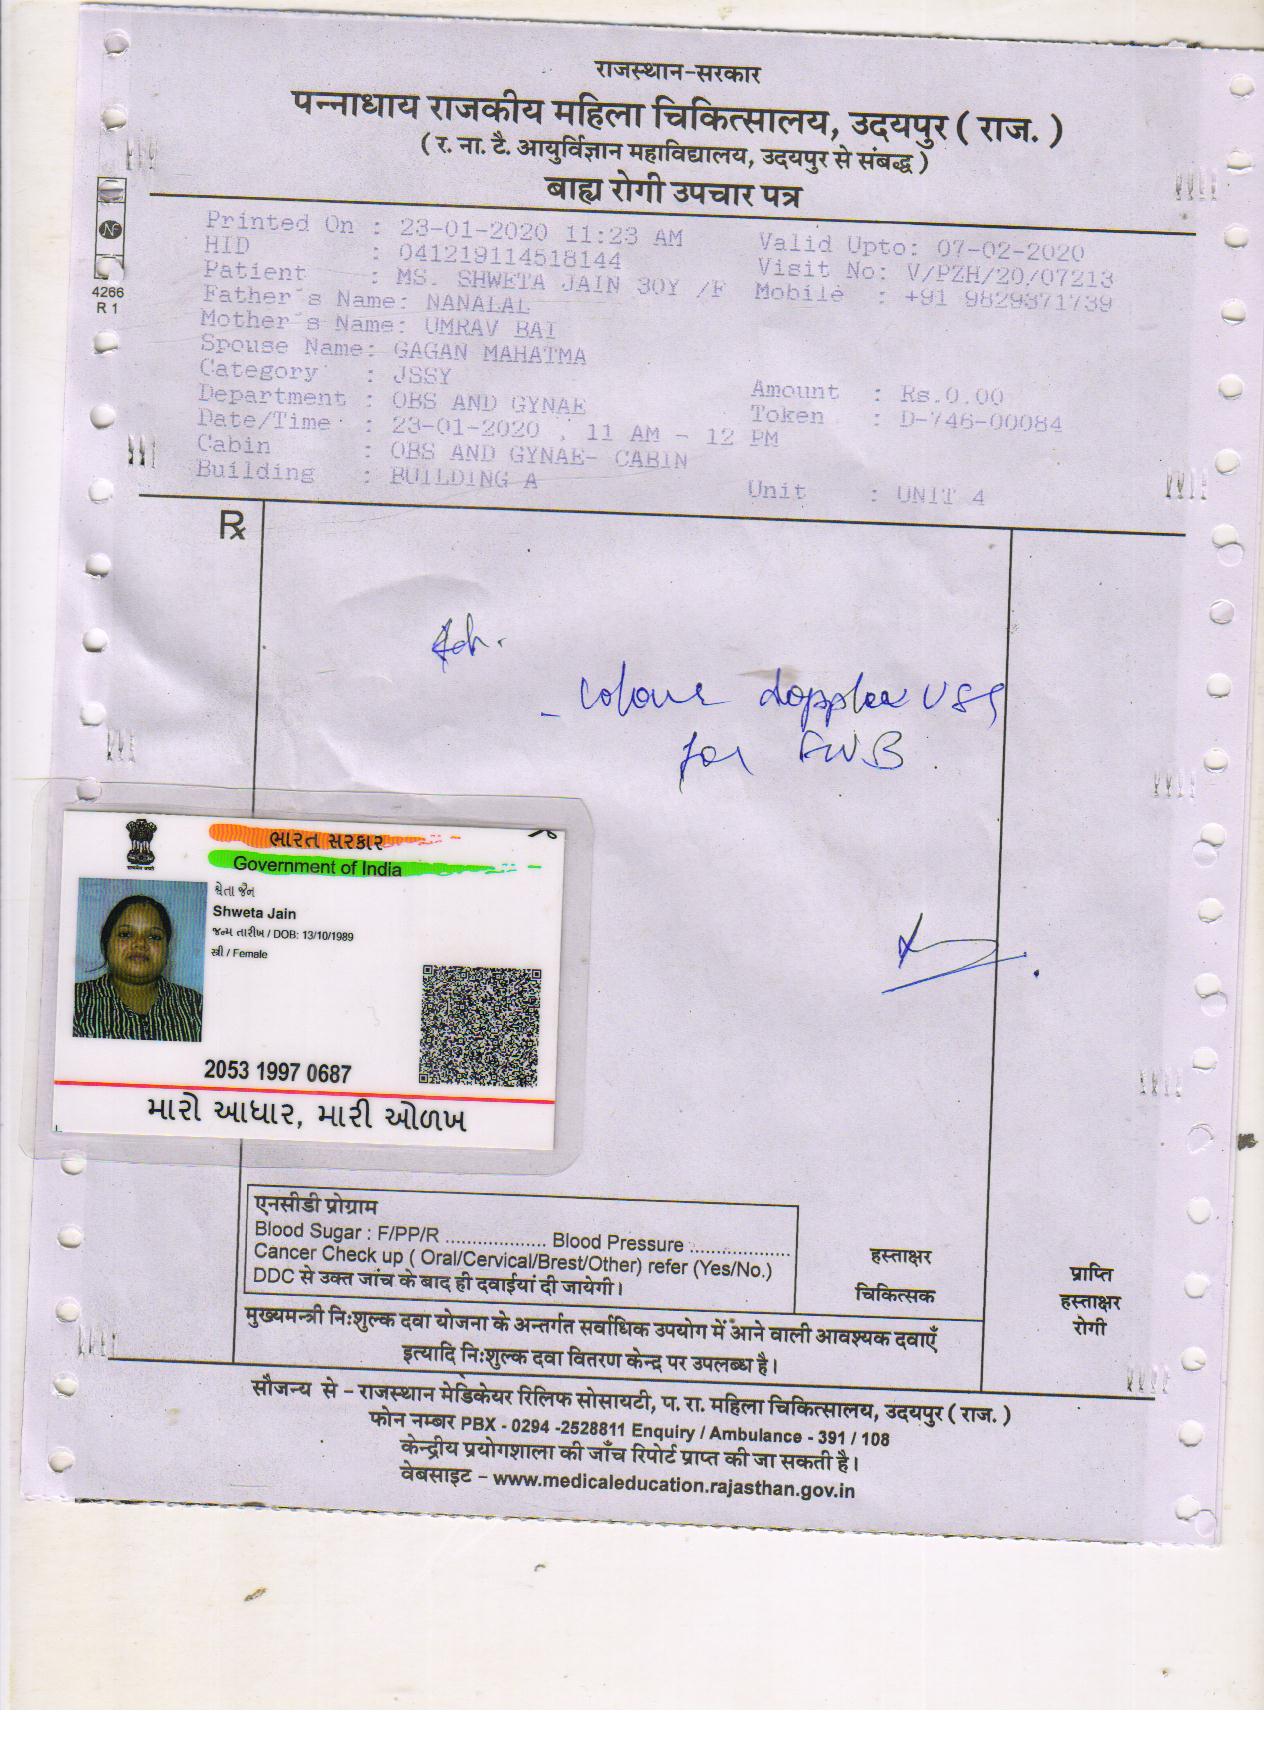 राजस्थान-सरकार
पन्नाधाय राजकीय महिला चिकित्सालय, उदयपुर ( राज. )
( र. ना. टै. आयुर्विज्ञान महाविद्यालय, उदयपुर से संबद्ध )
बाह्य रोगी उपचार पत्र
4266
R 1
Printed On : 23-01-2020 11:23 AM Valid Upto: 07-02-2020
HID : 041219114518144 Visit No: V/PZH/20/07213
Patient : MS. SHWETA JAIN 30Y /F Mobile : +91 9829371739
Father's Name: NANALAL
Mother's Name: UMRAV BAI
Spouse Name: GAGAN MAHATMA
Category : JSSY Amount : Rs.0.00
Department : OBS AND GYNAE Token : D-746-00084
Date/Time : 23-01-2020 , 11 AM - 12 PM
Cabin : OBS AND GYNAE- CABIN
Building : BUILDING A Unit : UNIT 4
Rx
Adv.
- colour doppler USG
for FWB.
ભારત સરકાર
Government of India
શ્વેતા જૈન
Shweta Jain
જન્મ તારીખ / DOB: 13/10/1989
સ્ત્રી / Female
2053 1997 0687
મારો આધાર, મારી ઓળખ
एनसीडी प्रोग्राम
Blood Sugar : F/PP/R ................... Blood Pressure ...................
Cancer Check up ( Oral/Cervical/Brest/Other) refer (Yes/No.)
DDC से उक्त जांच के बाद ही दवाईयां दी जायेगी।
हस्ताक्षर
चिकित्सक
प्राप्ति
हस्ताक्षर
रोगी
मुख्यमन्त्री निःशुल्क दवा योजना के अन्तर्गत सर्वाधिक उपयोग में आने वाली आवश्यक दवाएँ
इत्यादि निःशुल्क दवा वितरण केन्द्र पर उपलब्ध है।
सौजन्य से - राजस्थान मेडिकेयर रिलिफ सोसायटी, प. रा. महिला चिकित्सालय, उदयपुर ( राज. )
फोन नम्बर PBX - 0294 -2528811 Enquiry / Ambulance - 391 / 108
केन्द्रीय प्रयोगशाला की जाँच रिपोर्ट प्राप्त की जा सकती है।
वेबसाइट - www.medicaleducation.rajasthan.gov.in